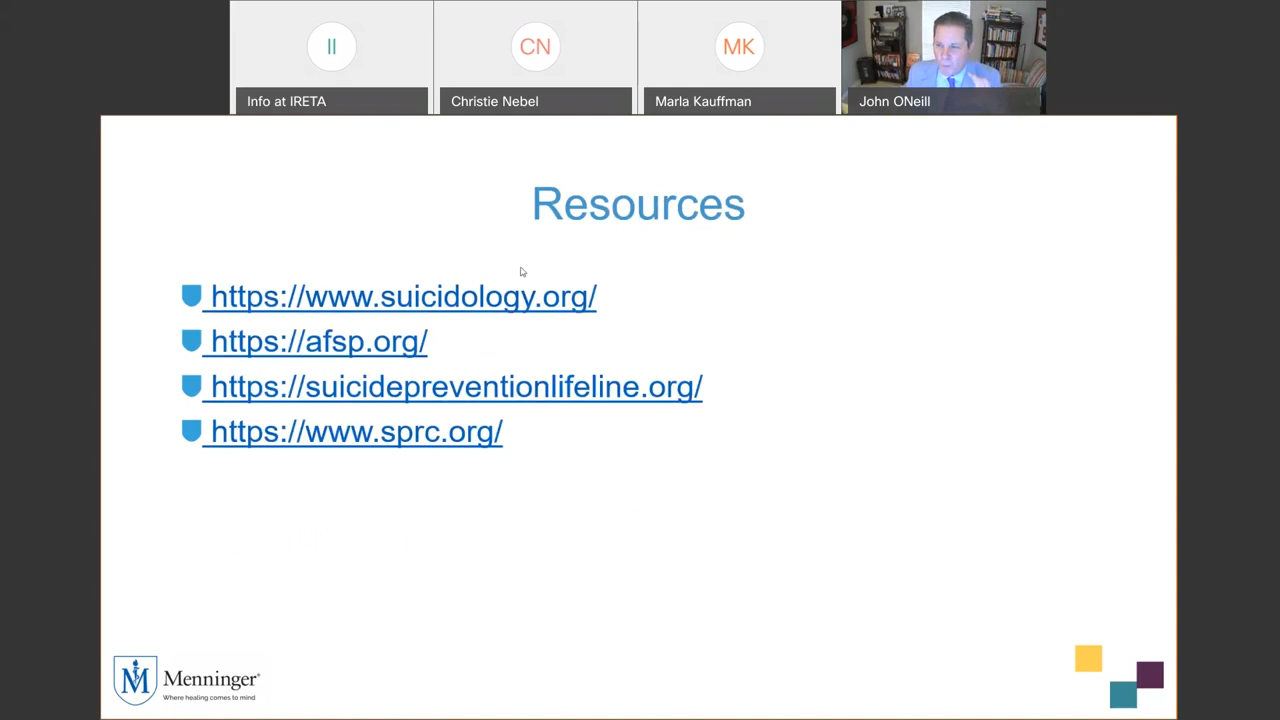 II
CN
MK
Info at IRETA
Christie Nebel
Marla Kauffman
John ONeill
Resources
https://www.suicidology.org/
https://afsp.org/
https://suicidepreventionlifeline.org/
https://www.sprc.org/
M
Menninger®
Where healing comes to mind